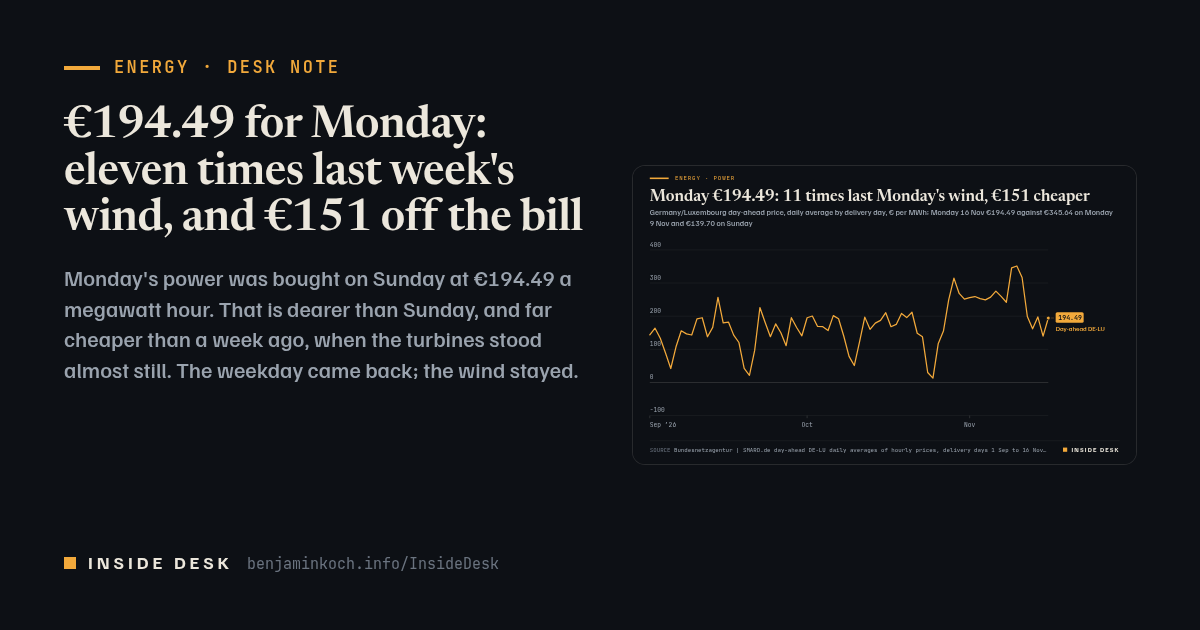 ENERGY · DESK NOTE
€194.49 for Monday:
eleven times last week's
wind, and €151 off the bill
Monday's power was bought on Sunday at €194.49 a
megawatt hour. That is dearer than Sunday, and far
cheaper than a week ago, when the turbines stood
almost still. The weekday came back; the wind stayed.
ENERGY · POWER
Monday €194.49: 11 times last Monday's wind, €151 cheaper
Germany/Luxembourg day-ahead price, daily average by delivery day, € per MWh: Monday 16 Nov €194.49 against €345.64 on Monday
9 Nov and €139.70 on Sunday
400
300
200
100
0
-100
194.49
Day-ahead DE-LU
Sep '26
Oct
Nov
SOURCE Bundesnetzagentur | SMARD.de day-ahead DE-LU daily averages of hourly prices, delivery days 1 Sep to 16 Nov…
INSIDE DESK
INSIDE DESK benjaminkoch.info/InsideDesk